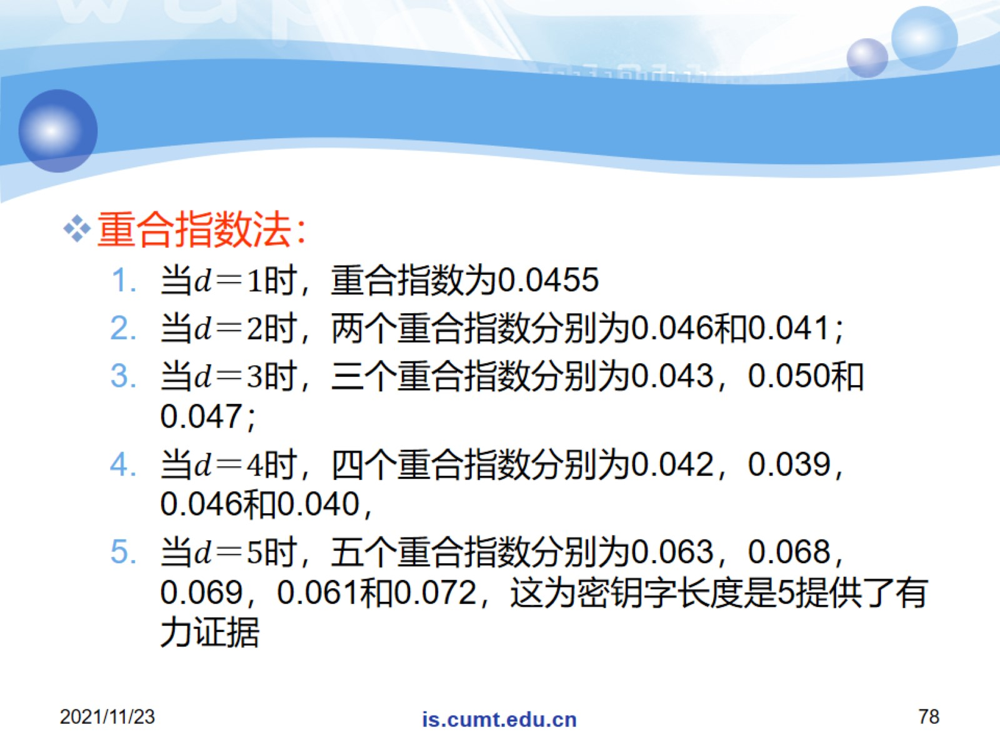 重合指数法：
1. 当d＝1时，重合指数为0.0455
2. 当d＝2时，两个重合指数分别为0.046和0.041；
3. 当d＝3时，三个重合指数分别为0.043，0.050和
0.047；
4. 当d＝4时，四个重合指数分别为0.042，0.039，
0.046和0.040，
5. 当d＝5时，五个重合指数分别为0.063，0.068，
0.069，0.061和0.072，这为密钥字长度是5提供了有
力证据
2021/11/23
is.cumt.edu.cn
78